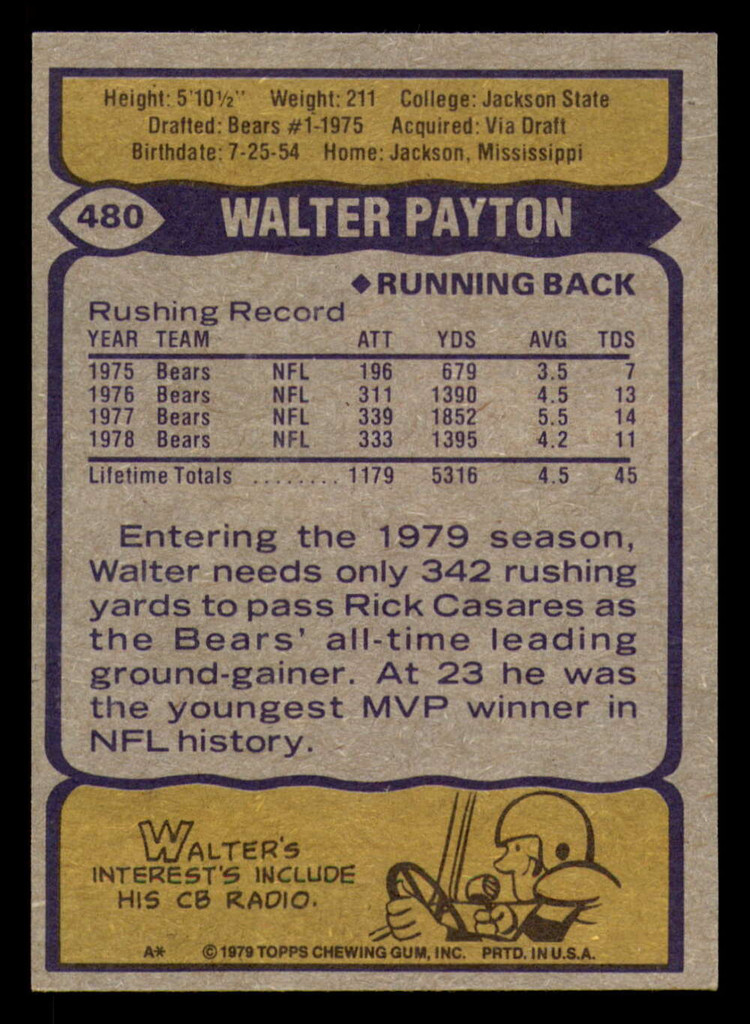 Height: 5'10½" Weight: 211 College: Jackson State
Drafted: Bears #1-1975 Acquired: Via Draft
Birthdate: 7-25-54 Home: Jackson, Mississippi
480 WALTER PAYTON
◆RUNNING BACK
Rushing Record
YEAR TEAM ATT YDS AVG TDS
1975 Bears NFL 196 679 3.5 7
1976 Bears NFL 311 1390 4.5 13
1977 Bears NFL 339 1852 5.5 14
1978 Bears NFL 333 1395 4.2 11
Lifetime Totals ........ 1179 5316 4.5 45
Entering the 1979 season,
Walter needs only 342 rushing
yards to pass Rick Casares as
the Bears' all-time leading
ground-gainer. At 23 he was
the youngest MVP winner in
NFL history.
WALTER'S
INTEREST'S INCLUDE
HIS CB RADIO.
A* ©1979 TOPPS CHEWING GUM, INC. PRTD. IN U.S.A.